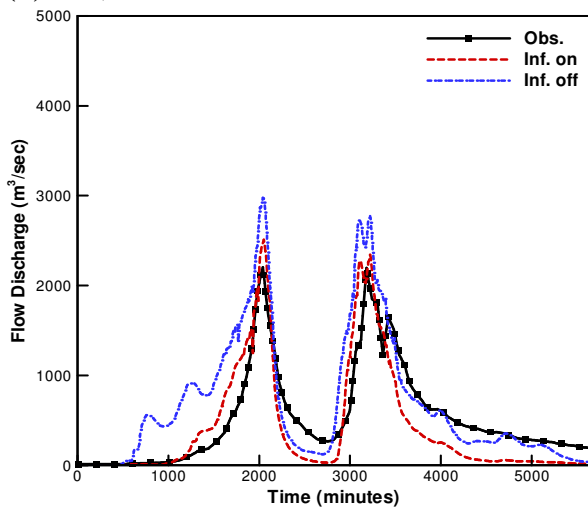 5000
4000
3000
2000
1000
0
Flow Discharge (m³/sec)
Obs.
Inf. on
Inf. off
0 1000 2000 3000 4000 5000
Time (minutes)